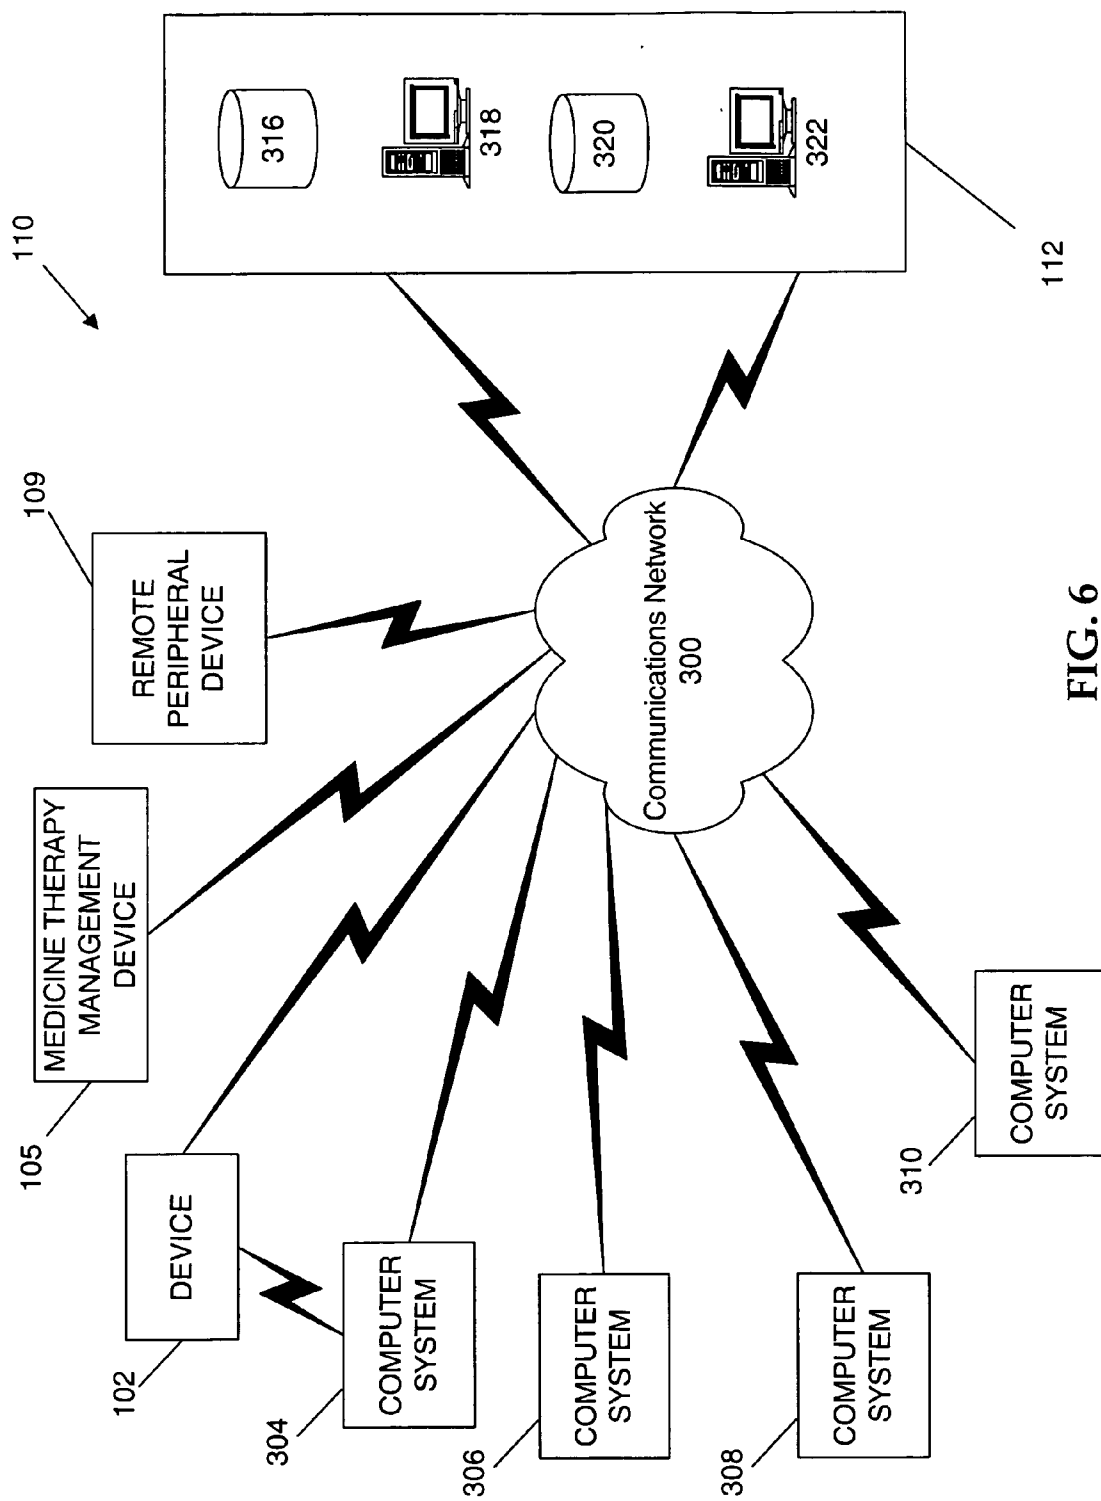 110
109
REMOTE
PERIPHERAL
DEVICE
105
MEDICINE THERAPY
MANAGEMENT
DEVICE
102
DEVICE
304
COMPUTER
SYSTEM
306
COMPUTER
SYSTEM
308
COMPUTER
SYSTEM
310
COMPUTER
SYSTEM
Communications Network
300
316
318
320
322
112
FIG. 6